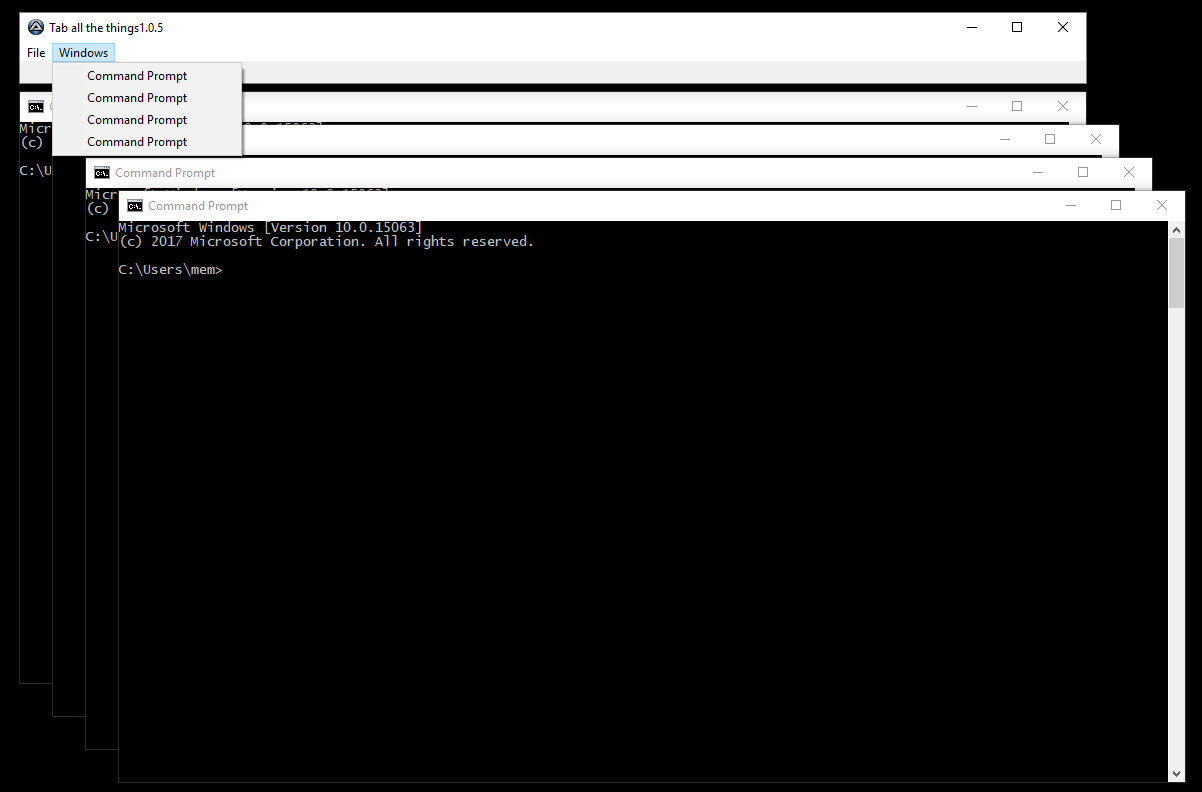 Tab all the things1.0.5
File Windows
Command Prompt
Command Prompt
Command Prompt
Command Prompt
Micr
(c)
C:\U
Command Prompt
Micr
(c)
C:\U
Command Prompt
Microsoft Windows [Version 10.0.15063]
(c) 2017 Microsoft Corporation. All rights reserved.
C:\Users\mem>